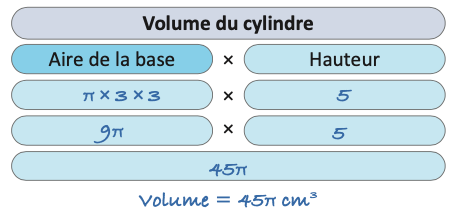 Volume du cylindre
Aire de la base × Hauteur
π × 3 × 3 × 5
9π × 5
45π
Volume = 45π cm³